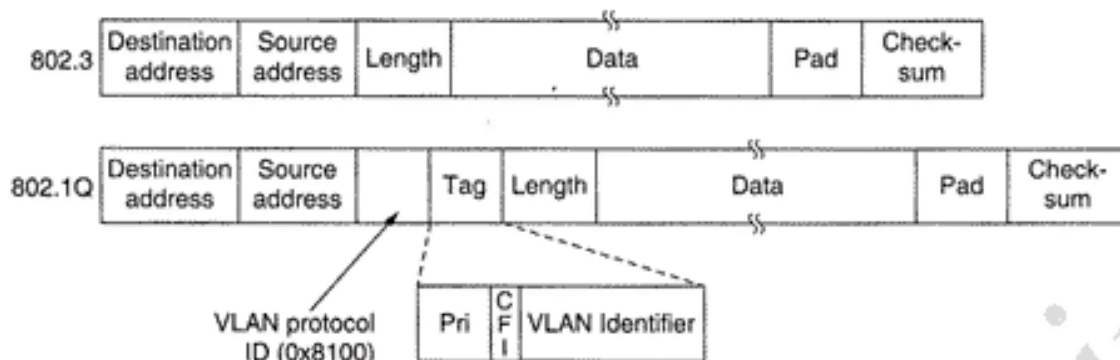 802.3
Destination
address
Source
address
Length
Data
Pad
Check-
sum
802.1Q
Destination
address
Source
address
Tag
Length
Data
Pad
Check-
sum
VLAN protocol
ID (0x8100)
Pri
C
F
I
VLAN Identifier